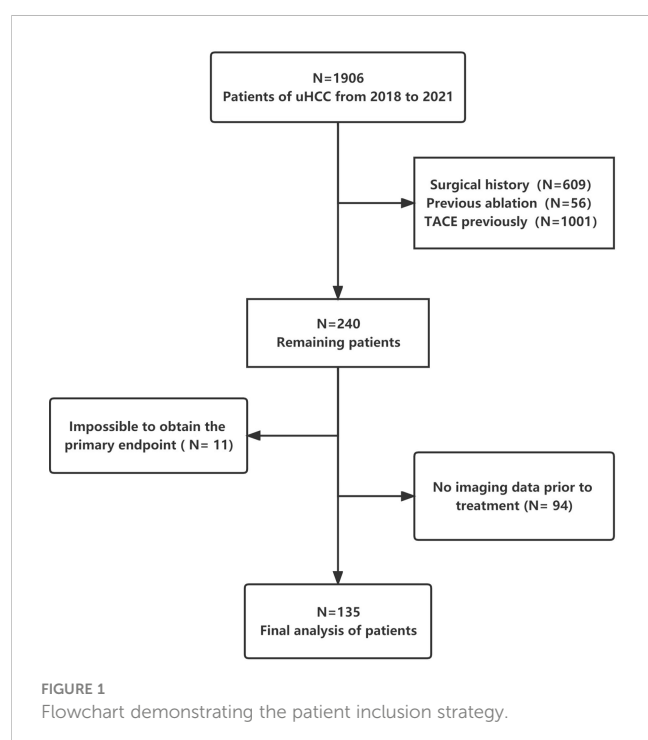 N=1906
Patients of uHCC from 2018 to 2021
Surgical history (N=609)
Previous ablation (N=56)
TACE previously (N=1001)
N=240
Remaining patients
Impossible to obtain the
primary endpoint ( N= 11)
No imaging data prior to
treatment (N= 94)
N=135
Final analysis of patients
FIGURE 1
Flowchart demonstrating the patient inclusion strategy.